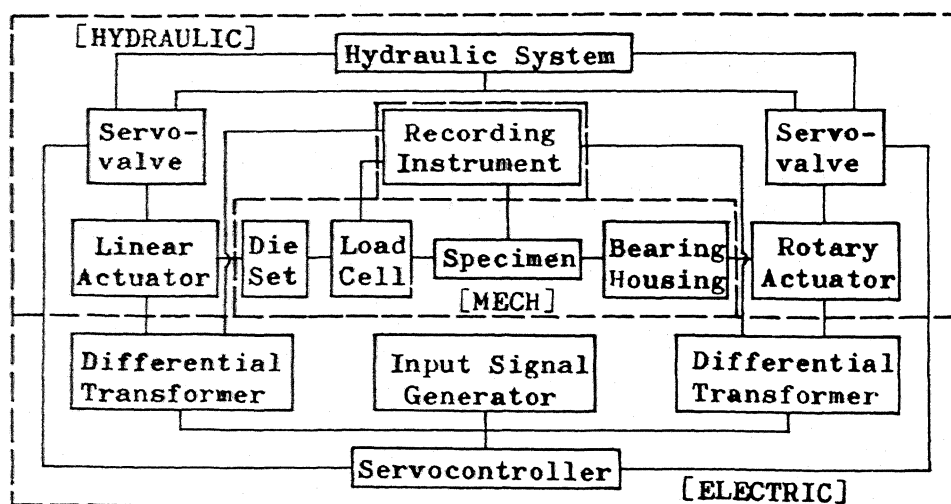 [HYDRAULIC]
Hydraulic System
Servo-
valve
Recording
Instrument
Servo-
valve
Linear
Actuator
Die
Set
Load
Cell
Specimen
Bearing
Housing
Rotary
Actuator
[MECH]
Differential
Transformer
Input Signal
Generator
Differential
Transformer
Servocontroller
[ELECTRIC]